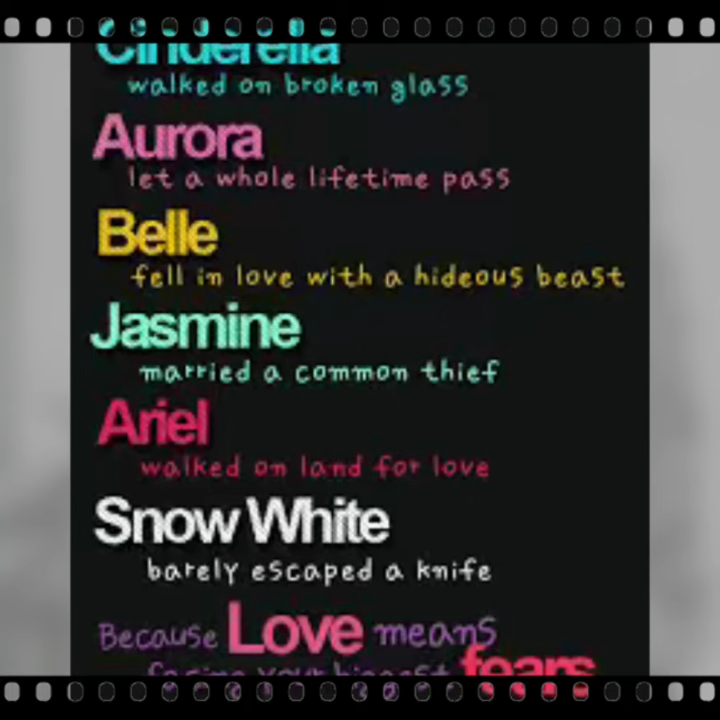 Cinderella
walked on broken glass
Aurora
let a whole lifetime pass
Belle
fell in love with a hideous beast
Jasmine
married a common thief
Ariel
walked on land for love
Snow White
barely escaped a knife
Because Love means
facing your biggest fears